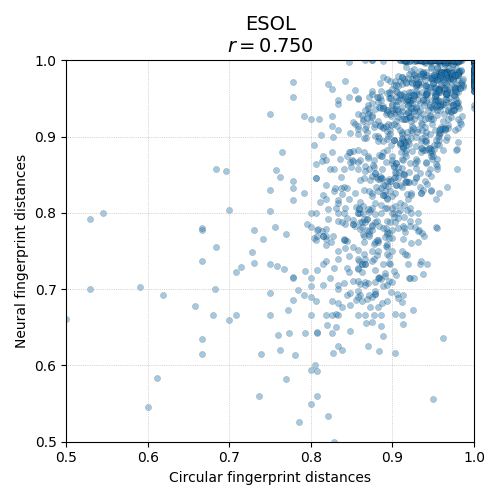 ESOL
r = 0.750
1.0
0.9
0.8
0.7
0.6
0.5
Neural fingerprint distances
0.5 0.6 0.7 0.8 0.9 1.0
Circular fingerprint distances